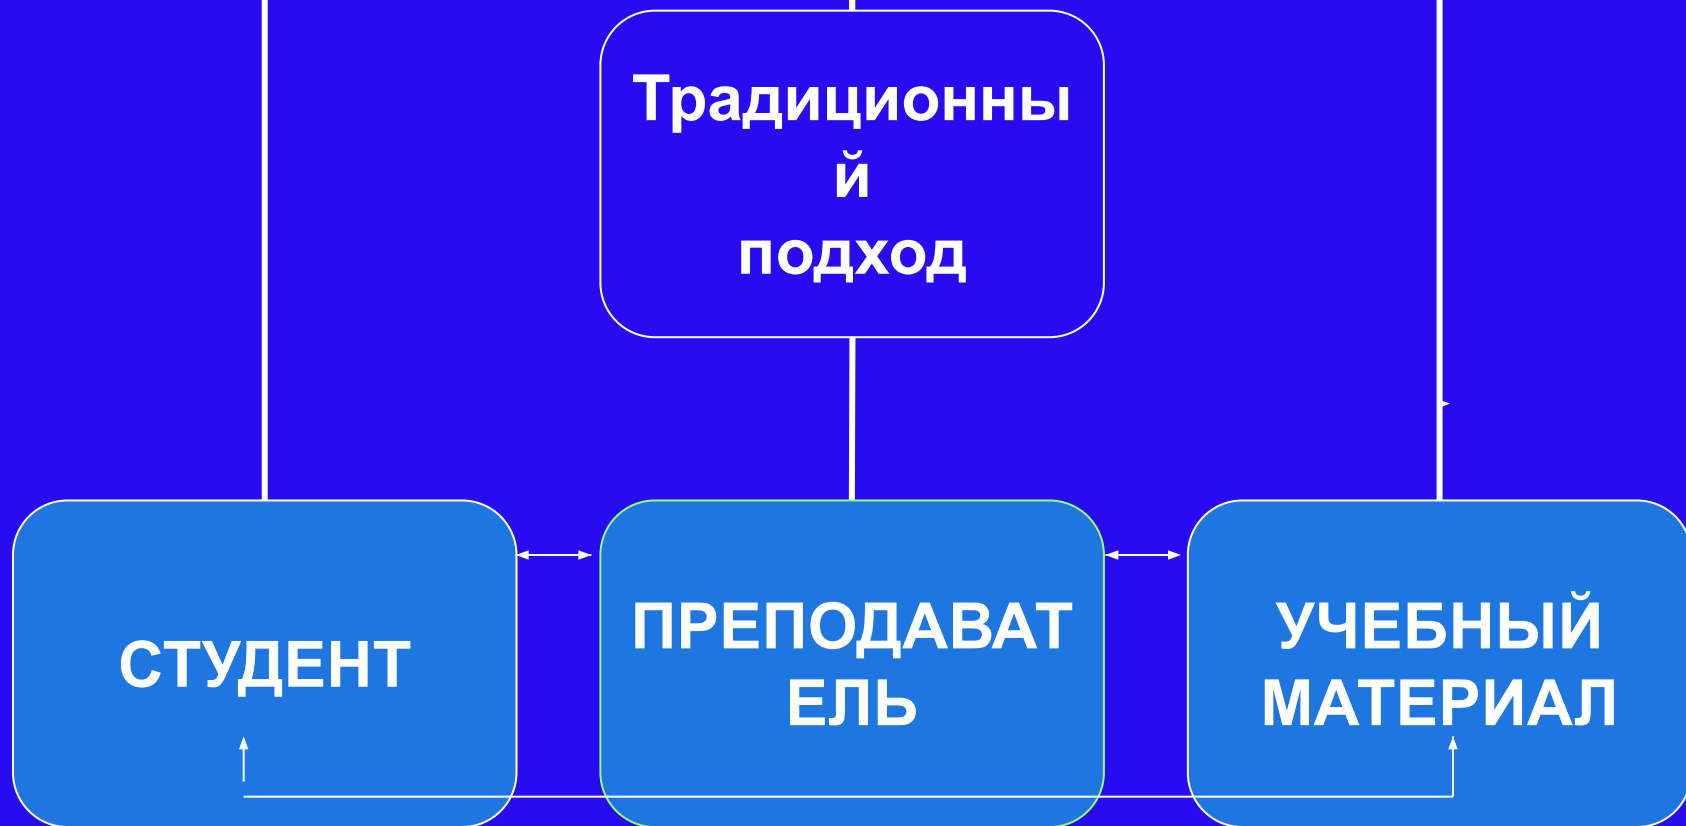 Традиционны
й
подход
СТУДЕНТ
ПРЕПОДАВАТ
ЕЛЬ
УЧЕБНЫЙ
МАТЕРИАЛ